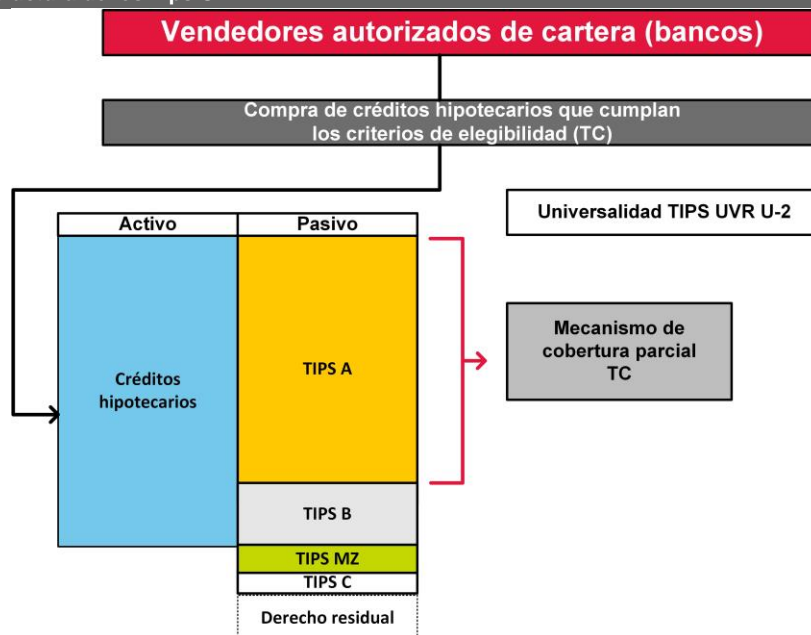 Vendedores autorizados de cartera (bancos)
Compra de créditos hipotecarios que cumplan
los criterios de elegibilidad (TC)
Universalidad TIPS UVR U-2
Activo
Pasivo
Créditos
hipotecarios
TIPS A
Mecanismo de
cobertura parcial
TC
TIPS B
TIPS MZ
TIPS C
Derecho residual